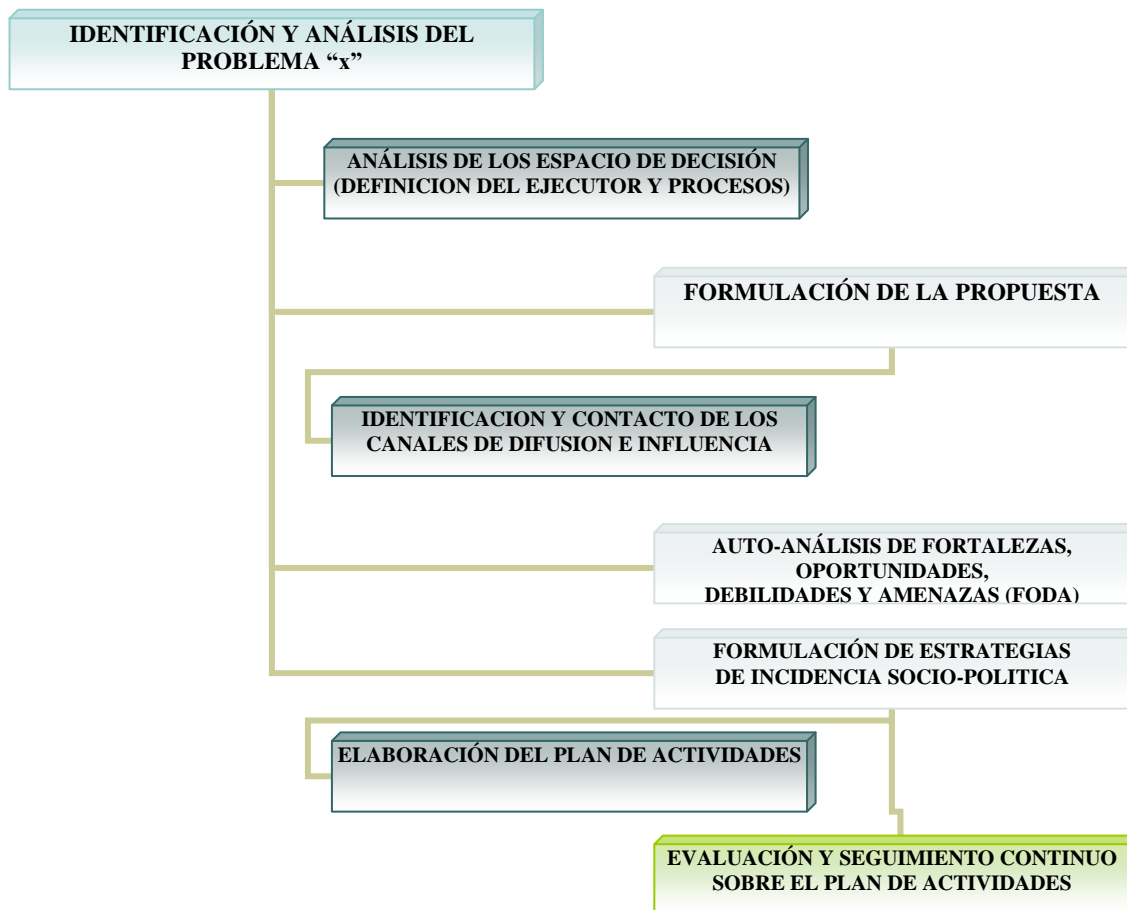 IDENTIFICACIÓN Y ANÁLISIS DEL
PROBLEMA “x”
ANÁLISIS DE LOS ESPACIO DE DECISIÓN
(DEFINICION DEL EJECUTOR Y PROCESOS)
FORMULACIÓN DE LA PROPUESTA
IDENTIFICACION Y CONTACTO DE LOS
CANALES DE DIFUSION E INFLUENCIA
AUTO-ANÁLISIS DE FORTALEZAS,
OPORTUNIDADES,
DEBILIDADES Y AMENAZAS (FODA)
FORMULACIÓN DE ESTRATEGIAS
DE INCIDENCIA SOCIO-POLITICA
ELABORACIÓN DEL PLAN DE ACTIVIDADES
EVALUACIÓN Y SEGUIMIENTO CONTINUO
SOBRE EL PLAN DE ACTIVIDADES